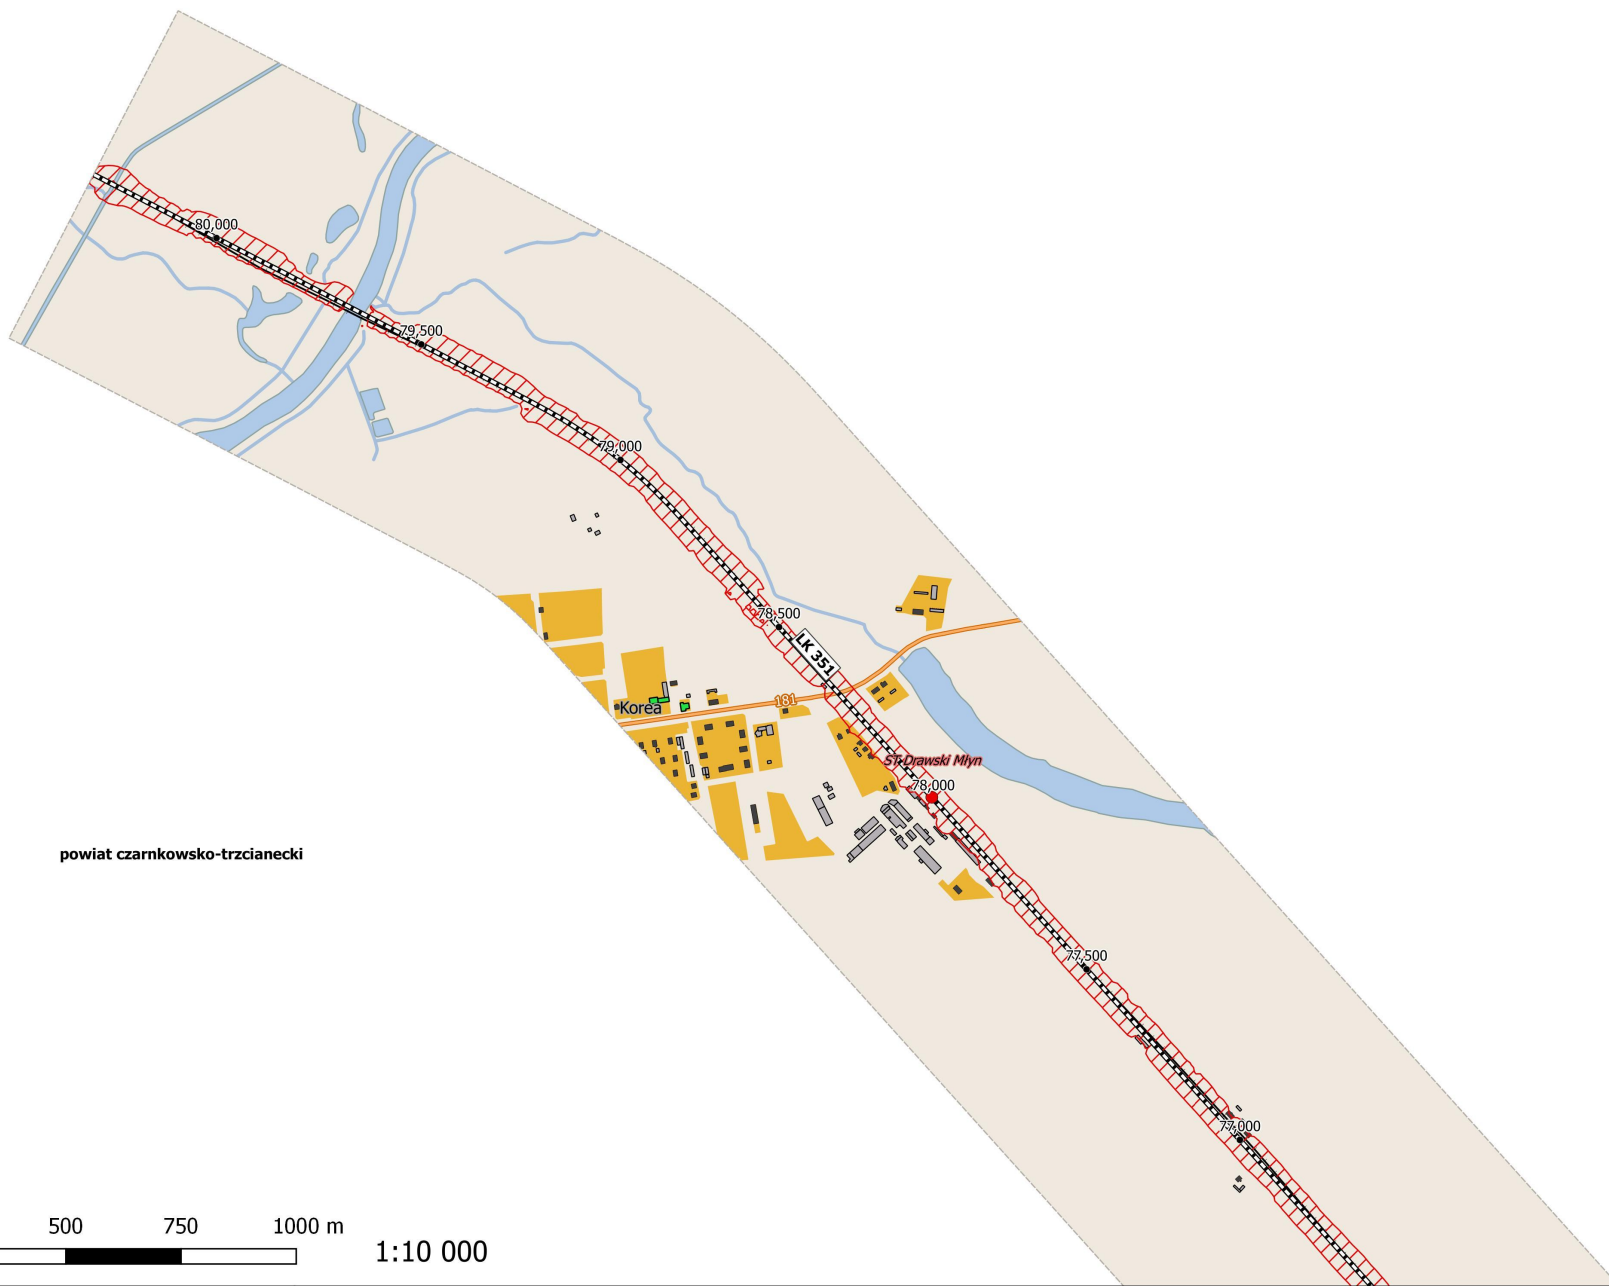 80,000
79,500
79,000
78,500
LK 351
181
Korea
ST Drawski Młyn
78,000
powiat czarnkowsko-trzcianecki
77,500
77,000
500 750 1000 m
1:10 000